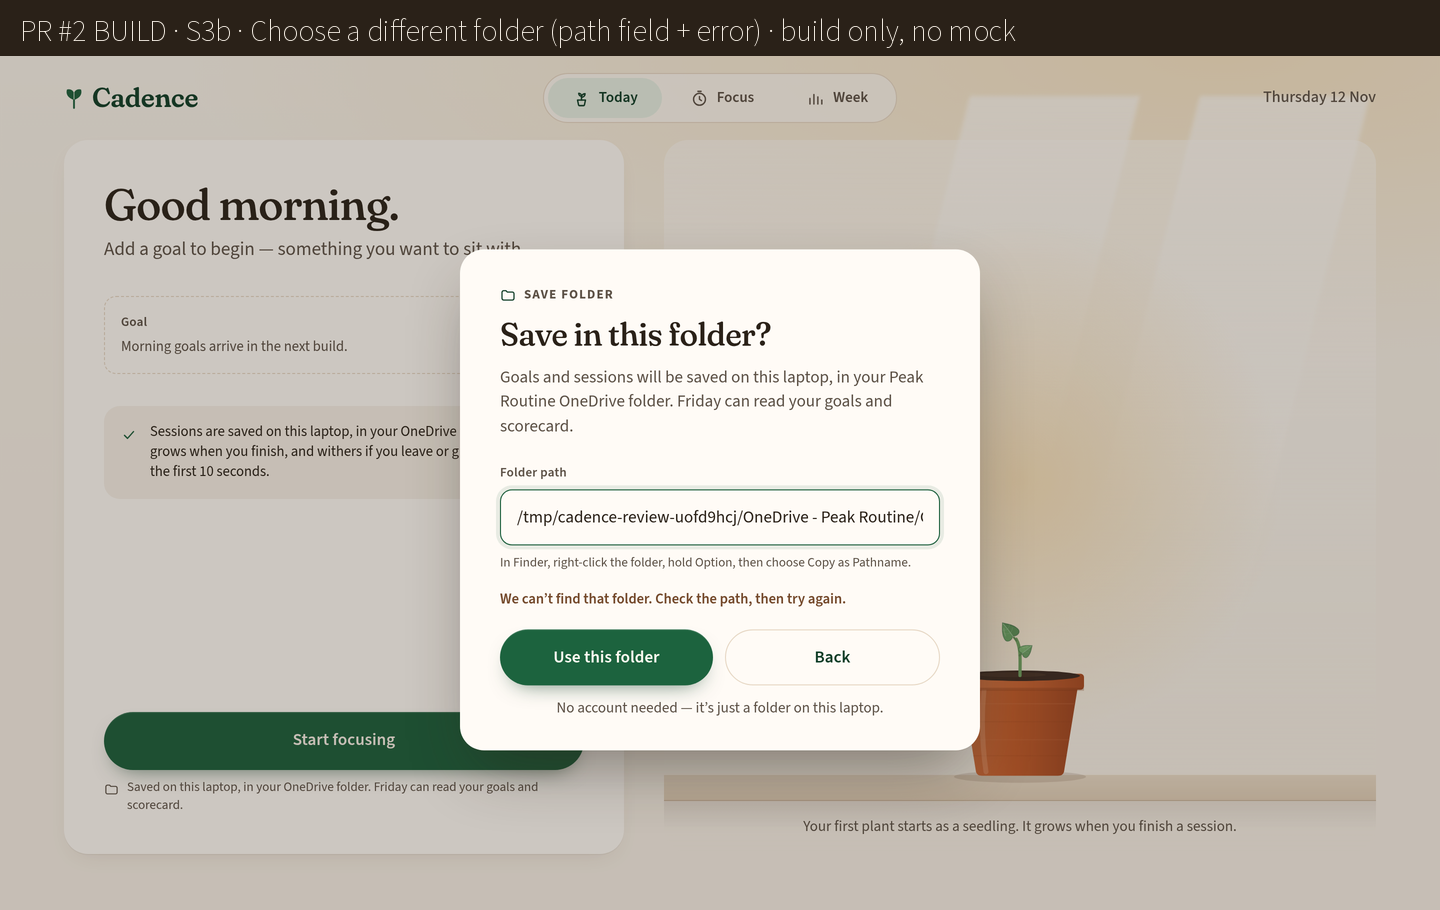 PR #2 BUILD · S3b · Choose a different folder (path field + error) · build only, no mock
Cadence
Today
Focus
Week
Thursday 12 Nov
Good morning.
Add a goal to begin — something you want to sit with
Goal
Morning goals arrive in the next build.
Sessions are saved on this laptop, in your OneDrive
grows when you finish, and withers if you leave or g
the first 10 seconds.
Start focusing
Saved on this laptop, in your OneDrive folder. Friday can read your goals and
scorecard.
SAVE FOLDER
Save in this folder?
Goals and sessions will be saved on this laptop, in your Peak
Routine OneDrive folder. Friday can read your goals and
scorecard.
Folder path
/tmp/cadence-review-uofd9hcj/OneDrive - Peak Routine/
In Finder, right-click the folder, hold Option, then choose Copy as Pathname.
We can’t find that folder. Check the path, then try again.
Use this folder
Back
No account needed — it’s just a folder on this laptop.
Your first plant starts as a seedling. It grows when you finish a session.